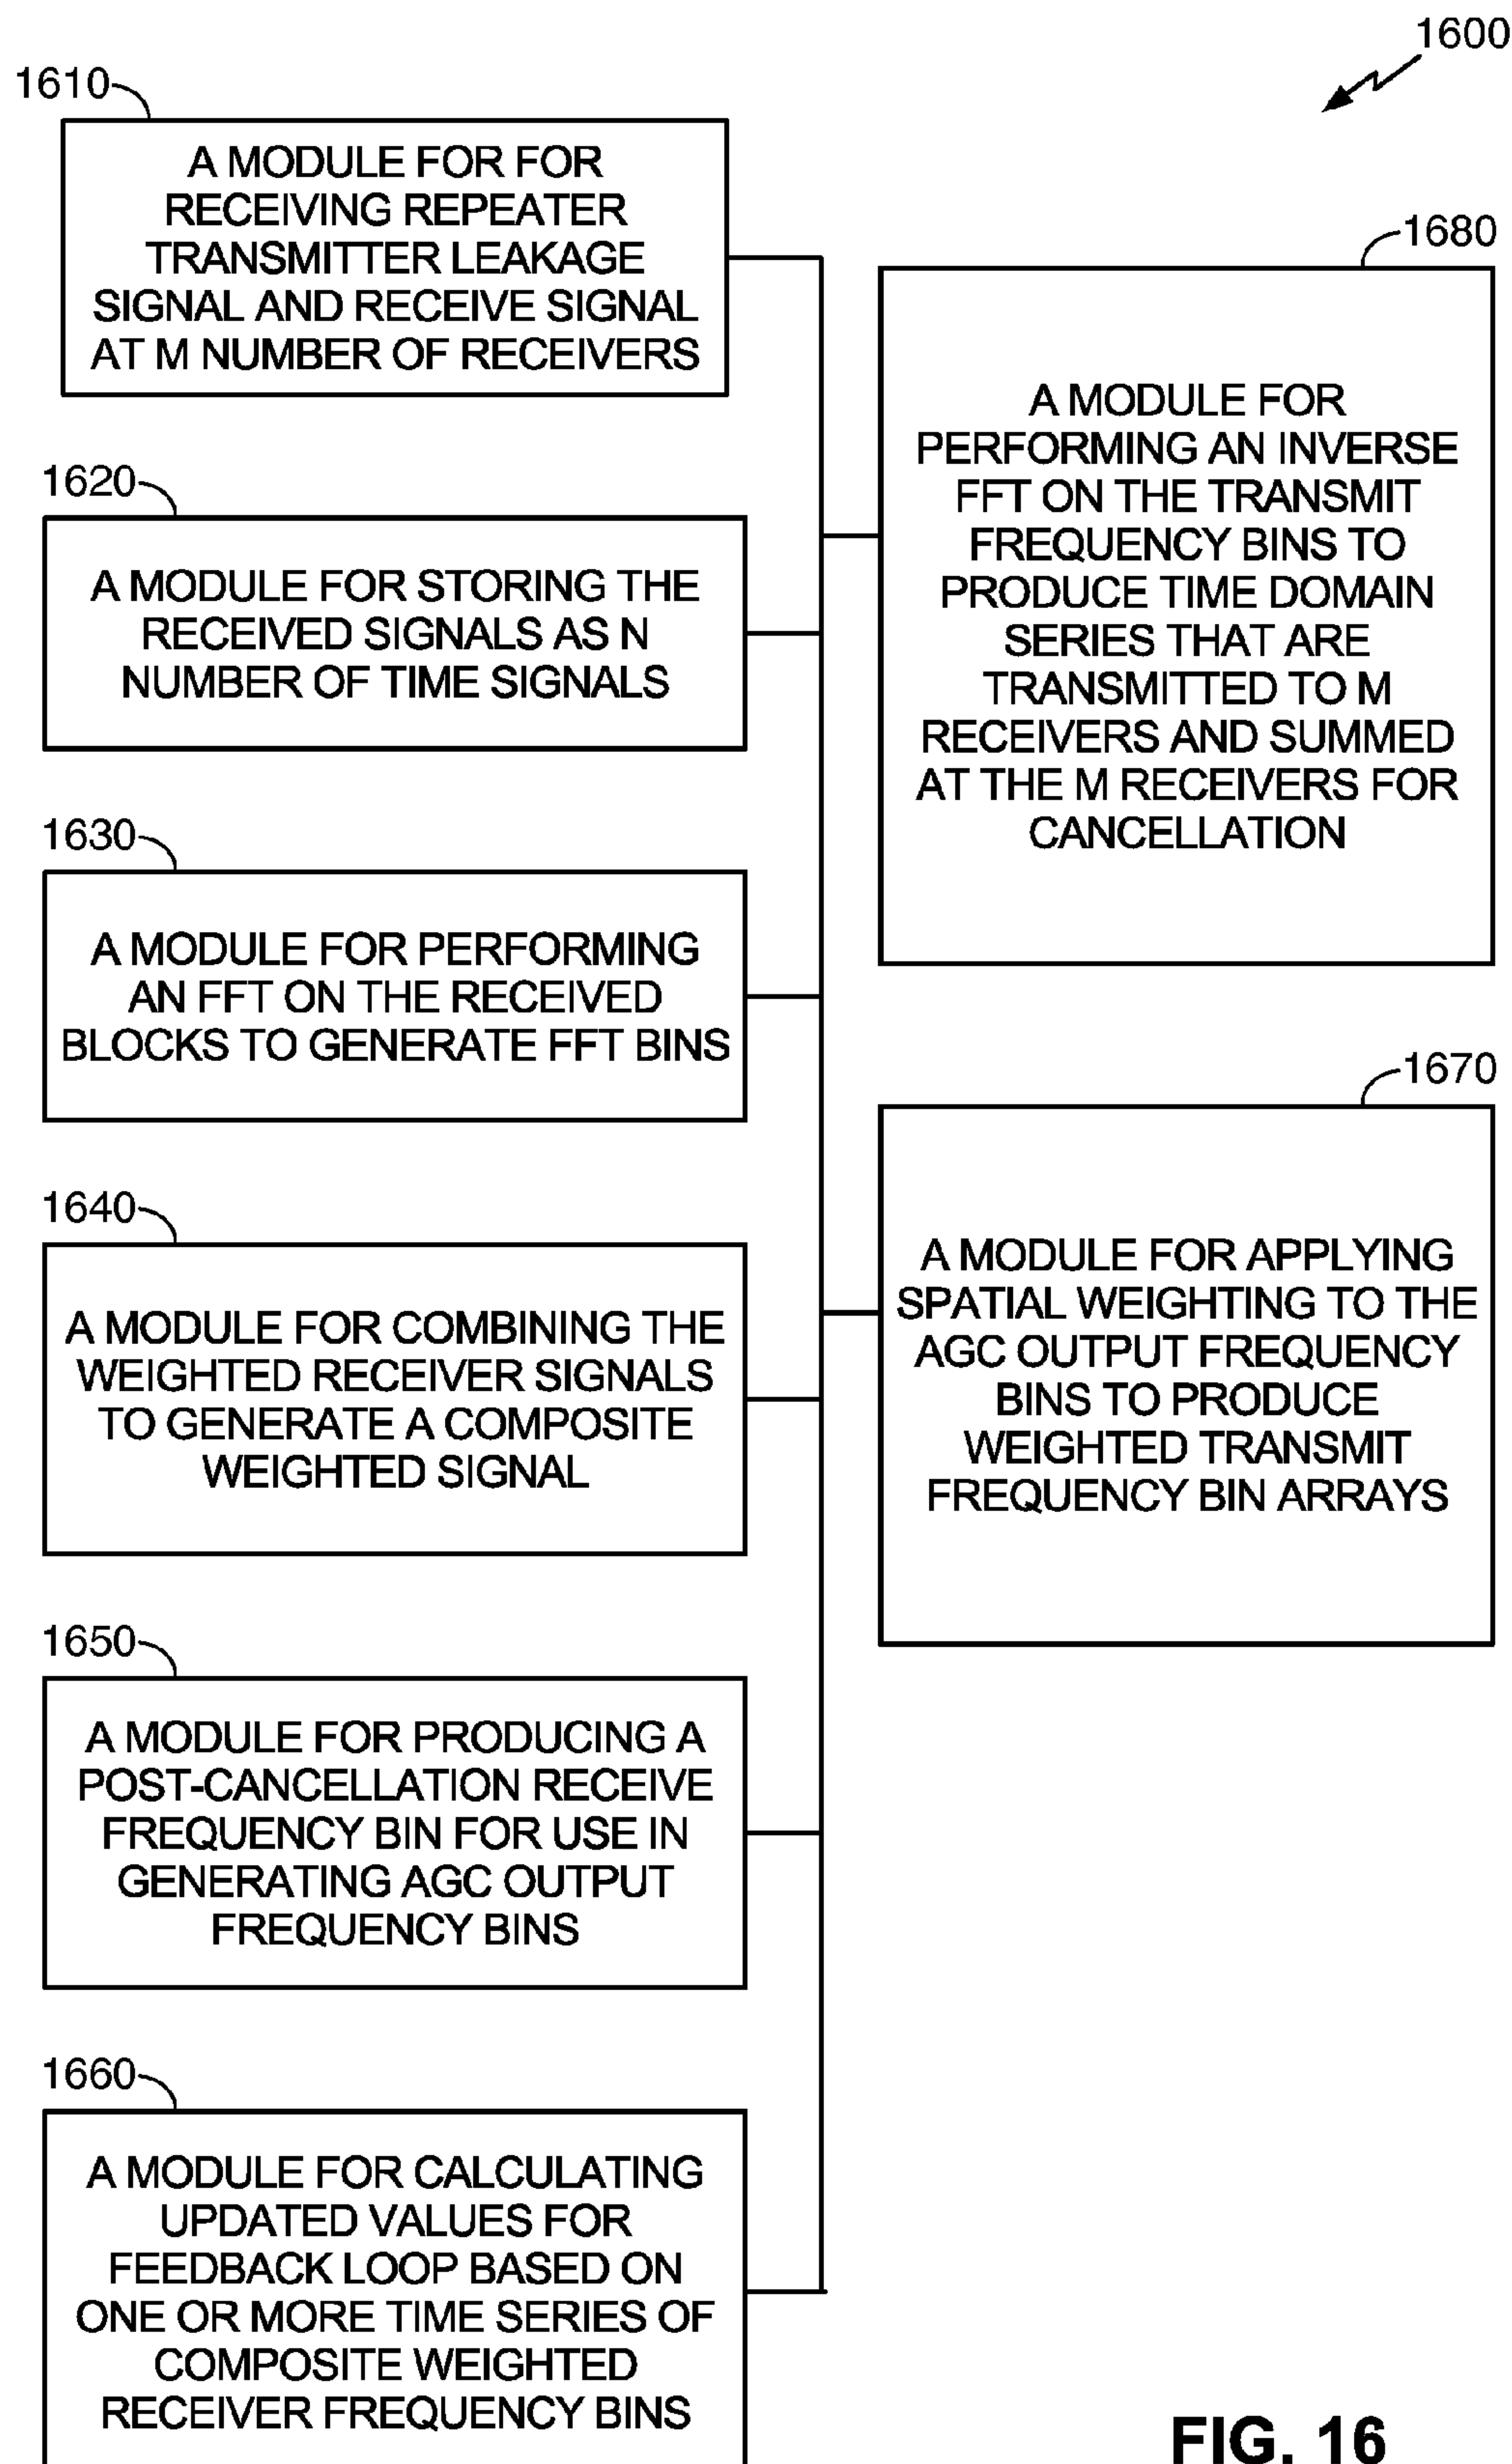 1600
1610
A MODULE FOR FOR
RECEIVING REPEATER
TRANSMITTER LEAKAGE
SIGNAL AND RECEIVE SIGNAL
AT M NUMBER OF RECEIVERS
1620
A MODULE FOR STORING THE
RECEIVED SIGNALS AS N
NUMBER OF TIME SIGNALS
1630
A MODULE FOR PERFORMING
AN FFT ON THE RECEIVED
BLOCKS TO GENERATE FFT BINS
1640
A MODULE FOR COMBINING THE
WEIGHTED RECEIVER SIGNALS
TO GENERATE A COMPOSITE
WEIGHTED SIGNAL
1650
A MODULE FOR PRODUCING A
POST-CANCELLATION RECEIVE
FREQUENCY BIN FOR USE IN
GENERATING AGC OUTPUT
FREQUENCY BINS
1660
A MODULE FOR CALCULATING
UPDATED VALUES FOR
FEEDBACK LOOP BASED ON
ONE OR MORE TIME SERIES OF
COMPOSITE WEIGHTED
RECEIVER FREQUENCY BINS
1680
A MODULE FOR
PERFORMING AN INVERSE
FFT ON THE TRANSMIT
FREQUENCY BINS TO
PRODUCE TIME DOMAIN
SERIES THAT ARE
TRANSMITTED TO M
RECEIVERS AND SUMMED
AT THE M RECEIVERS FOR
CANCELLATION
1670
A MODULE FOR APPLYING
SPATIAL WEIGHTING TO THE
AGC OUTPUT FREQUENCY
BINS TO PRODUCE
WEIGHTED TRANSMIT
FREQUENCY BIN ARRAYS
FIG. 16